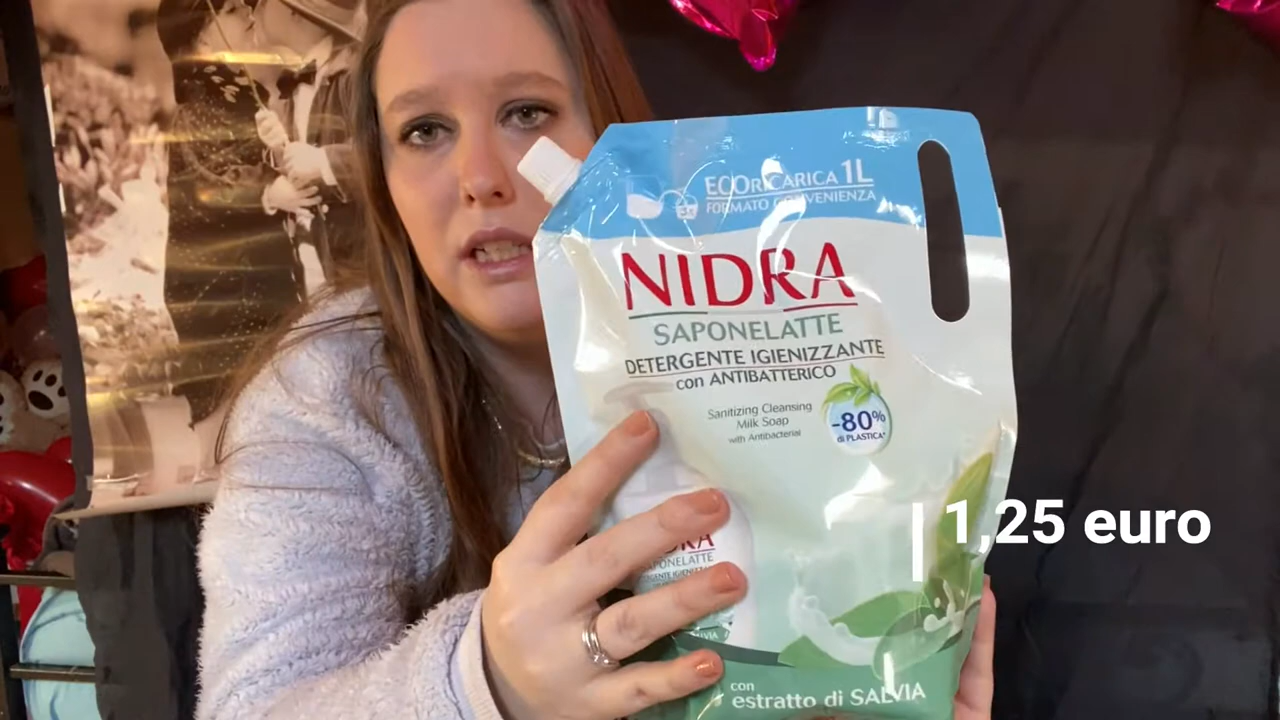 ECORICARICA 1L
FORMATO CONVENIENZA
NIDRA
SAPONELATTE
DETERGENTE IGIENIZZANTE
con ANTIBATTERICO
Sanitizing Cleansing
Milk Soap
with Antibacterial
-80%
di PLASTICA*
1,25 euro
SAPONELATTE
con
estratto di SALVIA